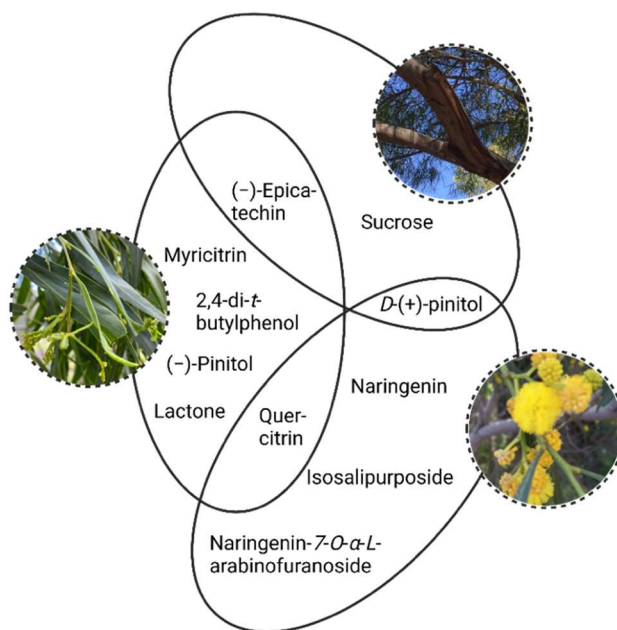 (−)-Epica-
techin
Sucrose
Myricitrin
2,4-di-t-
butylphenol
D-(+)-pinitol
(−)-Pinitol
Naringenin
Lactone
Quer-
citrin
Isosalipurposide
Naringenin-7-O-α-L-
arabinofuranoside